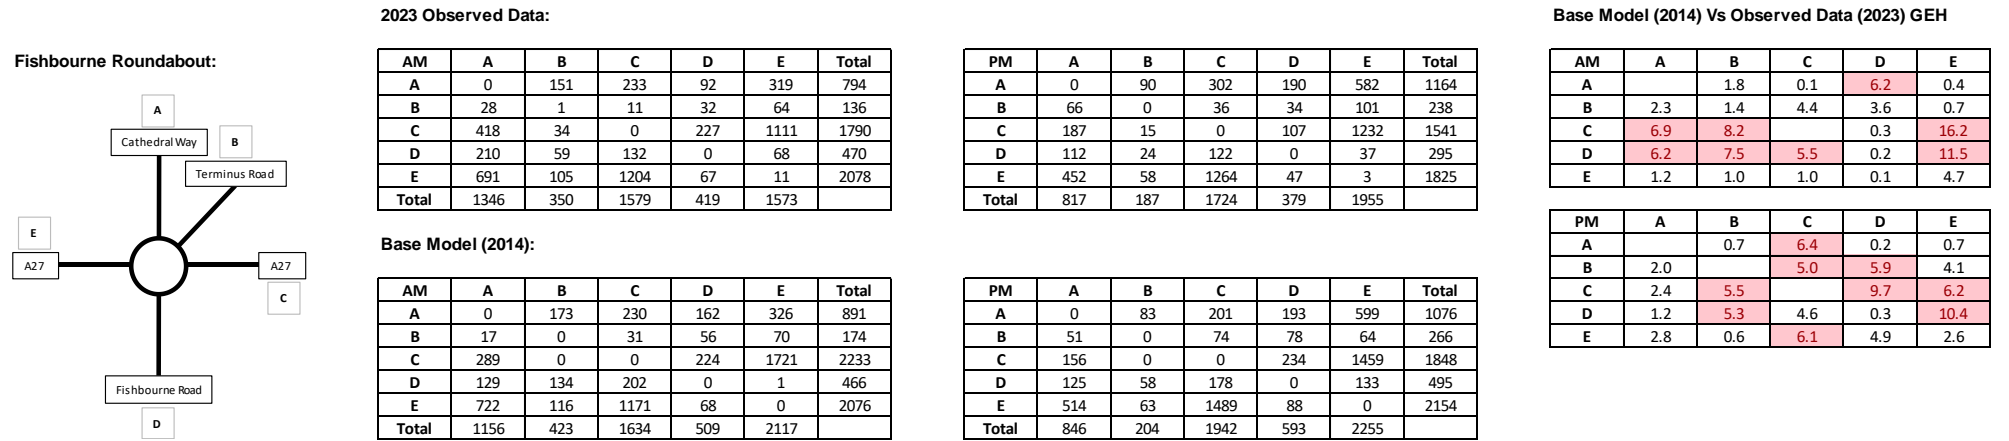 2023 Observed Data:
Base Model (2014) Vs Observed Data (2023) GEH
Fishbourne Roundabout:
A
Cathedral Way
B
Terminus Road
E
A27
A27
C
Fishbourne Road
D
AM A B C D E Total
A 0 151 233 92 319 794
B 28 1 11 32 64 136
C 418 34 0 227 1111 1790
D 210 59 132 0 68 470
E 691 105 1204 67 11 2078
Total 1346 350 1579 419 1573
PM A B C D E Total
A 0 90 302 190 582 1164
B 66 0 36 34 101 238
C 187 15 0 107 1232 1541
D 112 24 122 0 37 295
E 452 58 1264 47 3 1825
Total 817 187 1724 379 1955
Base Model (2014):
AM A B C D E Total
A 0 173 230 162 326 891
B 17 0 31 56 70 174
C 289 0 0 224 1721 2233
D 129 134 202 0 1 466
E 722 116 1171 68 0 2076
Total 1156 423 1634 509 2117
PM A B C D E Total
A 0 83 201 193 599 1076
B 51 0 74 78 64 266
C 156 0 0 234 1459 1848
D 125 58 178 0 133 495
E 514 63 1489 88 0 2154
Total 846 204 1942 593 2255
AM A B C D E
A 1.8 0.1 6.2 0.4
B 2.3 1.4 4.4 3.6 0.7
C 6.9 8.2 0.3 16.2
D 6.2 7.5 5.5 0.2 11.5
E 1.2 1.0 1.0 0.1 4.7
PM A B C D E
A 0.7 6.4 0.2 0.7
B 2.0 5.0 5.9 4.1
C 2.4 5.5 9.7 6.2
D 1.2 5.3 4.6 0.3 10.4
E 2.8 0.6 6.1 4.9 2.6